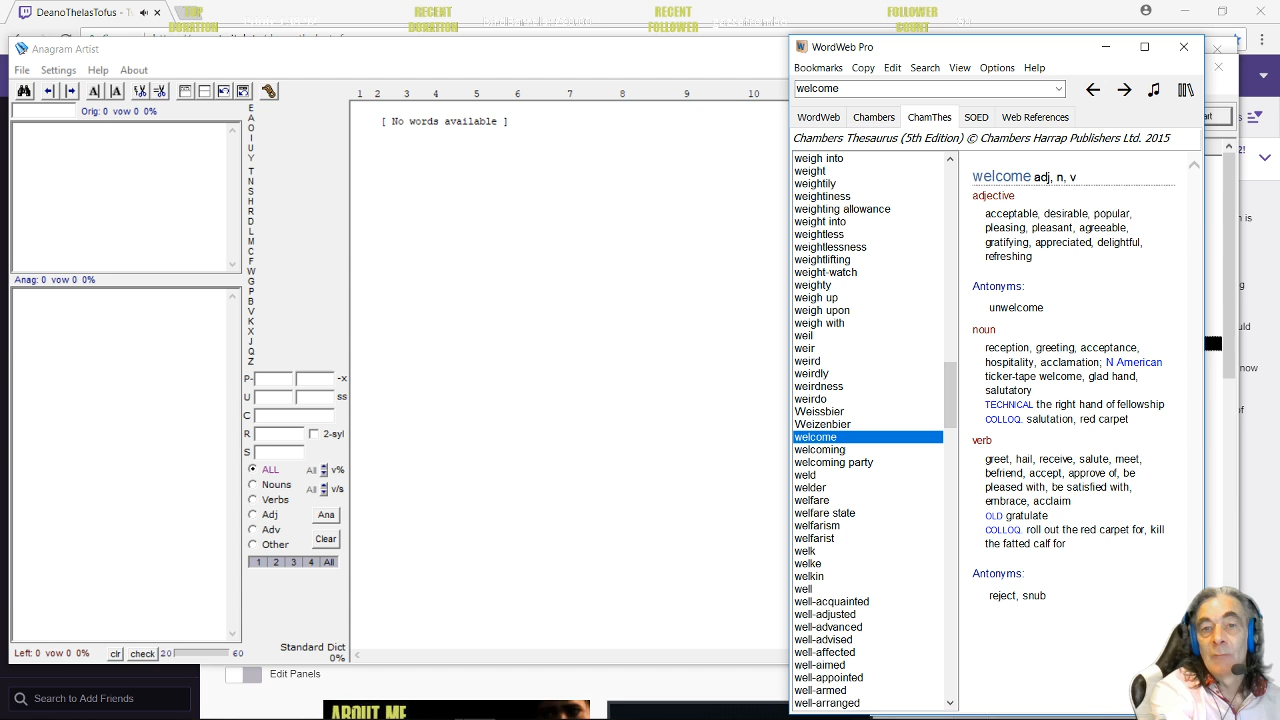 DeanoThelasTofus - Tw
TOP
DURATION
RECENT
DURATION
RECENT
FOLLOWER
FOLLOWER
COUNT
Anagram Artist
File Settings Help About
Orig: 0 vow 0 0%
Anag: 0 vow 0 0%
Left: 0 vow 0 0%
clr check 20 60
E
A
O
I
U
Y
T
N
S
H
R
D
L
M
C
F
W
G
P
B
V
K
X
J
Q
Z
P- -x
U ss
C
R 2-syl
S
ALL All v%
Nouns All v/s
Verbs
Adj Ana
Adv
Other Clear
1 2 3 4 All
Standard Dict
0%
1 2 3 4 5 6 7 8 9 10
[ No words available ]
WordWeb Pro
Bookmarks Copy Edit Search View Options Help
welcome
WordWeb Chambers ChamThes SOED Web References
Chambers Thesaurus (5th Edition) © Chambers Harrap Publishers Ltd. 2015
weigh into
weight
weightily
weightiness
weighting allowance
weight into
weightless
weightlessness
weightlifting
weight-watch
weighty
weigh up
weigh upon
weigh with
weil
weir
weird
weirdly
weirdness
weirdo
Weissbier
Weizenbier
welcome
welcoming
welcoming party
weld
welder
welfare
welfare state
welfarism
welfarist
welk
welke
welkin
well
well-acquainted
well-adjusted
well-advanced
well-advised
well-affected
well-aimed
well-appointed
well-armed
well-arranged
welcome adj, n, v
adjective
acceptable, desirable, popular,
pleasing, pleasant, agreeable,
gratifying, appreciated, delightful,
refreshing
Antonyms:
unwelcome
noun
reception, greeting, acceptance,
hospitality, acclamation; N American
ticker-tape welcome, glad hand,
salutatory
TECHNICAL the right hand of fellowship
COLLOQ. salutation, red carpet
verb
greet, hail, receive, salute, meet,
befriend, accept, approve of, be
pleased with, be satisfied with,
embrace, acclaim
OLD gratulate
COLLOQ. roll out the red carpet for, kill
the fatted calf for
Antonyms:
reject, snub
Search to Add Friends
Edit Panels
ABOUT ME